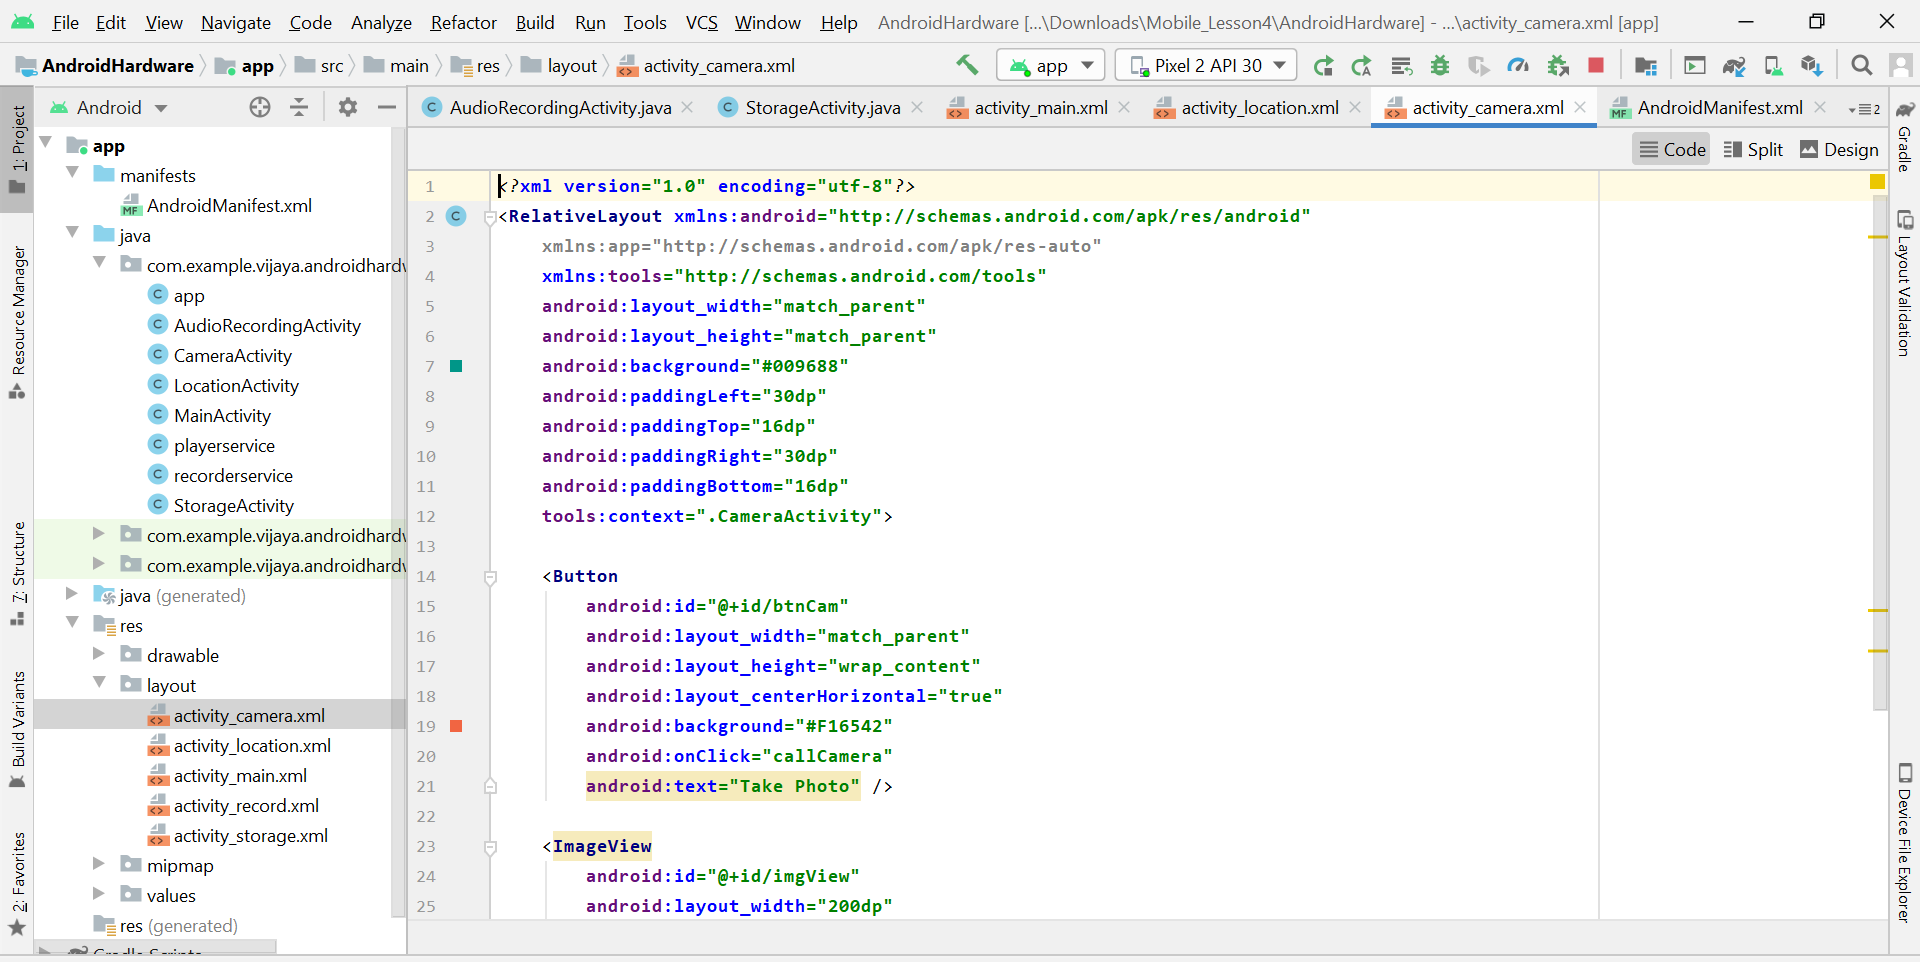 File Edit View Navigate Code Analyze Refactor Build Run Tools VCS Window Help AndroidHardware [...\Downloads\Mobile_Lesson4\AndroidHardware] - ...\activity_camera.xml [app]
AndroidHardware app src main res layout activity_camera.xml app Pixel 2 API 30
Android
AudioRecordingActivity.java StorageActivity.java activity_main.xml activity_location.xml activity_camera.xml AndroidManifest.xml 2
Code Split Design
1: Project
Resource Manager
7: Structure
Build Variants
2: Favorites
app
manifests
AndroidManifest.xml
java
com.example.vijaya.androidhardw
app
AudioRecordingActivity
CameraActivity
LocationActivity
MainActivity
playerservice
recorderservice
StorageActivity
com.example.vijaya.androidhardw
com.example.vijaya.androidhardw
java (generated)
res
drawable
layout
activity_camera.xml
activity_location.xml
activity_main.xml
activity_record.xml
activity_storage.xml
mipmap
values
res (generated)
Gradle Scripts
1 <?xml version="1.0" encoding="utf-8"?>
2 <RelativeLayout xmlns:android="http://schemas.android.com/apk/res/android"
3 xmlns:app="http://schemas.android.com/apk/res-auto"
4 xmlns:tools="http://schemas.android.com/tools"
5 android:layout_width="match_parent"
6 android:layout_height="match_parent"
7 android:background="#009688"
8 android:paddingLeft="30dp"
9 android:paddingTop="16dp"
10 android:paddingRight="30dp"
11 android:paddingBottom="16dp"
12 tools:context=".CameraActivity">
13
14 <Button
15 android:id="@+id/btnCam"
16 android:layout_width="match_parent"
17 android:layout_height="wrap_content"
18 android:layout_centerHorizontal="true"
19 android:background="#F16542"
20 android:onClick="callCamera"
21 android:text="Take Photo" />
22
23 <ImageView
24 android:id="@+id/imgView"
25 android:layout_width="200dp"
Gradle
Layout Validation
Device File Explorer